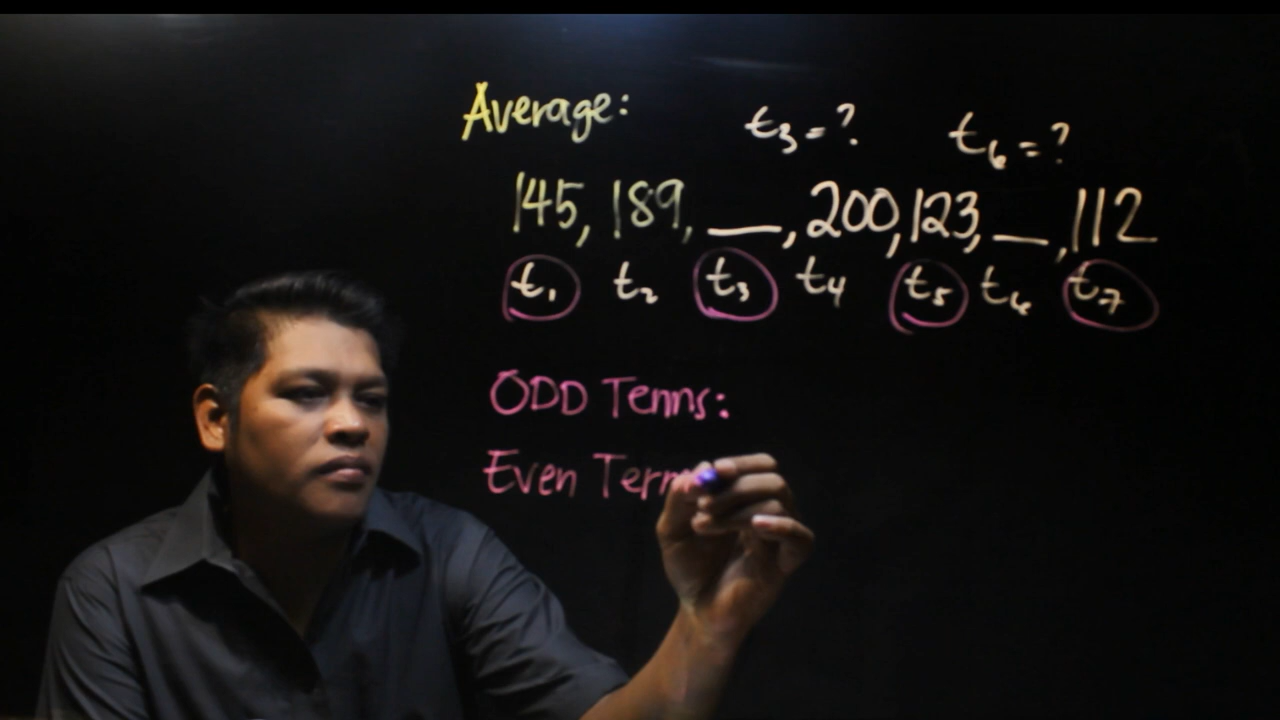 Average: t₃ = ? t₆ = ?
145, 189, __, 200, 123, __, 112
t₁ t₂ t₃ t₄ t₅ t₆ t₇
ODD Terms:
Even Term